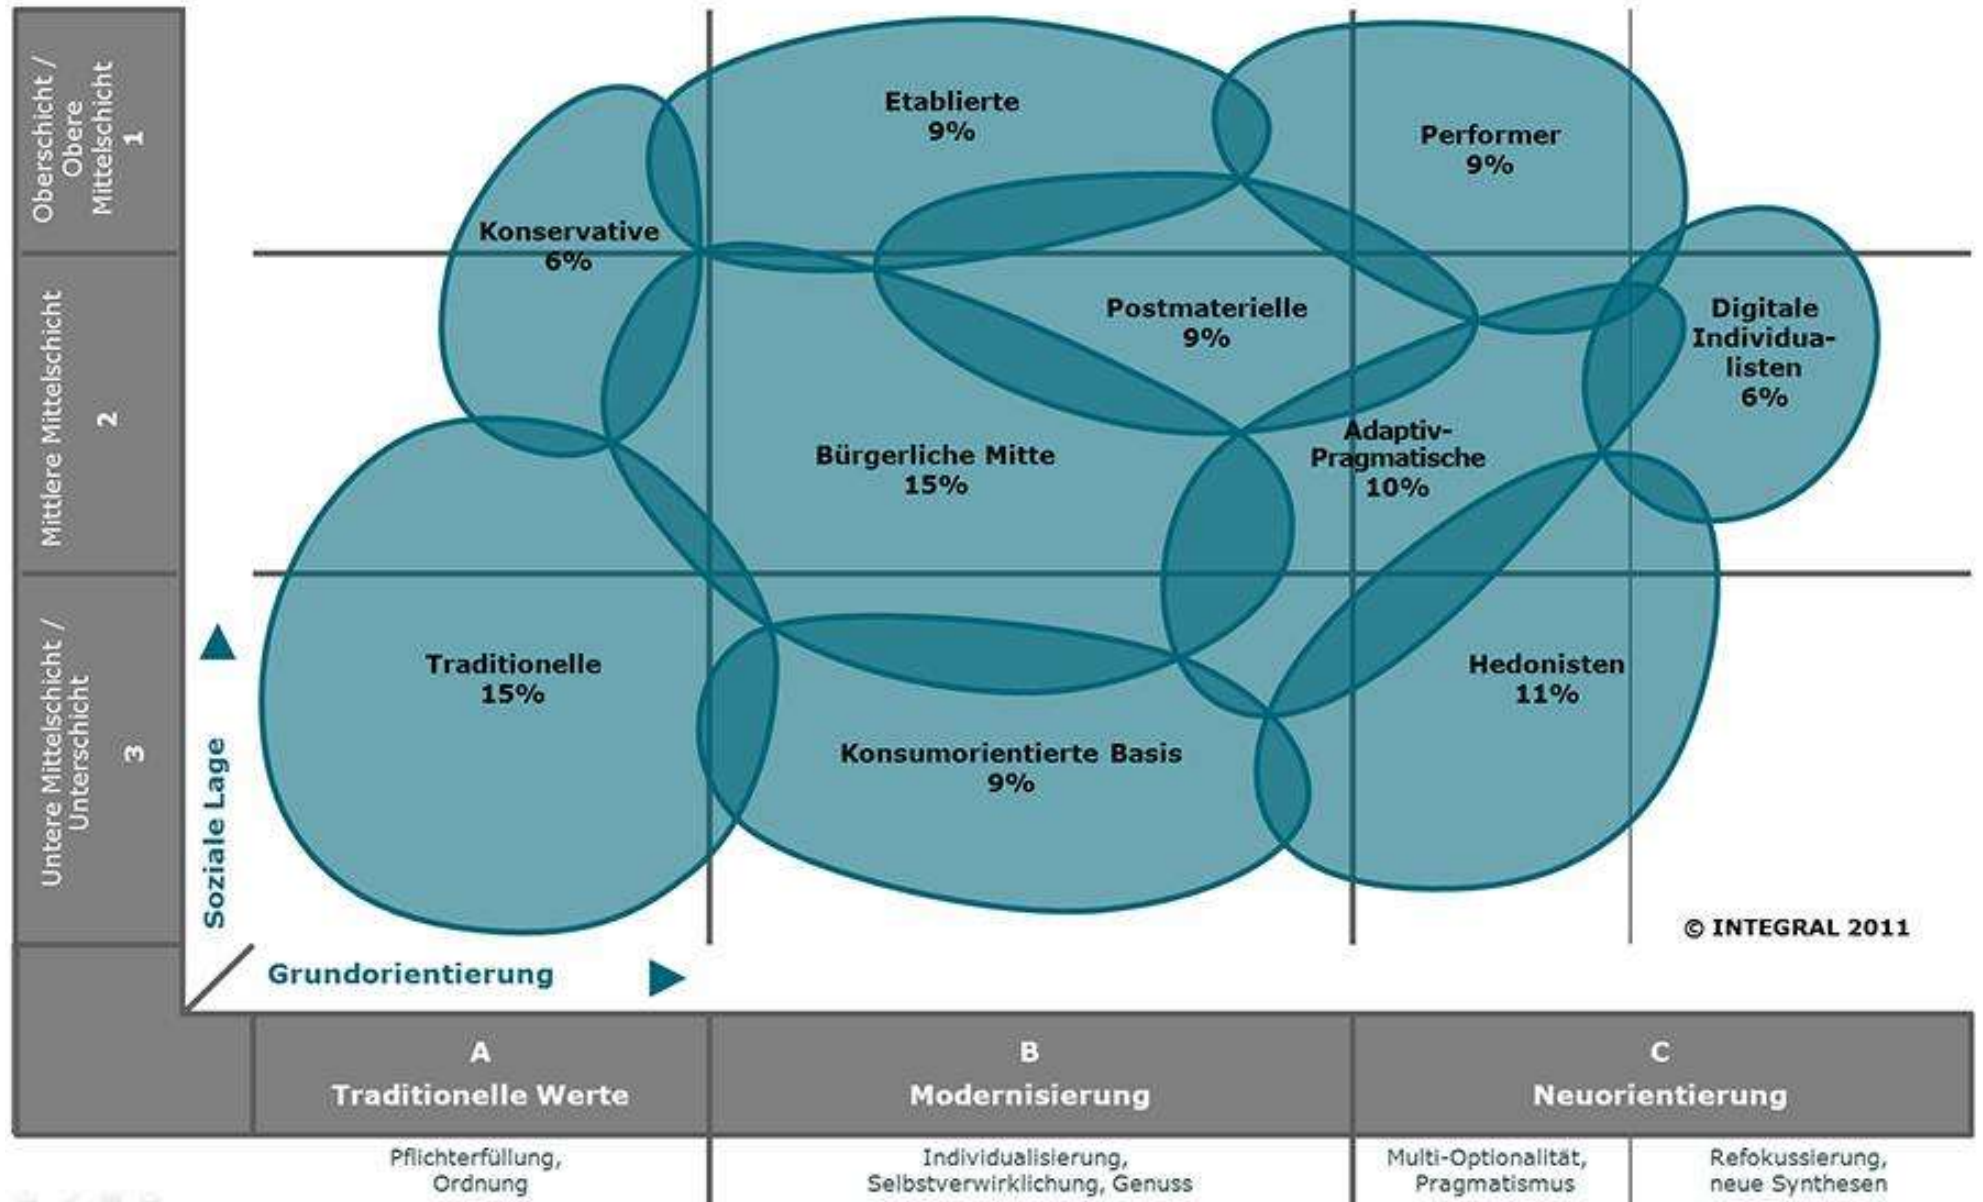 Oberschicht /
Obere
Mittelschicht
1
Mittlere Mittelschicht
2
Untere Mittelschicht /
Unterschicht
3
Soziale Lage
Etablierte
9%
Performer
9%
Konservative
6%
Postmaterielle
9%
Digitale
Individua-
listen
6%
Bürgerliche Mitte
15%
Adaptiv-
Pragmatische
10%
Traditionelle
15%
Hedonisten
11%
Konsumorientierte Basis
9%
© INTEGRAL 2011
Grundorientierung
A
Traditionelle Werte
B
Modernisierung
C
Neuorientierung
Pflichterfüllung,
Ordnung
Individualisierung,
Selbstverwirklichung, Genuss
Multi-Optionalität,
Pragmatismus
Refokussierung,
neue Synthesen